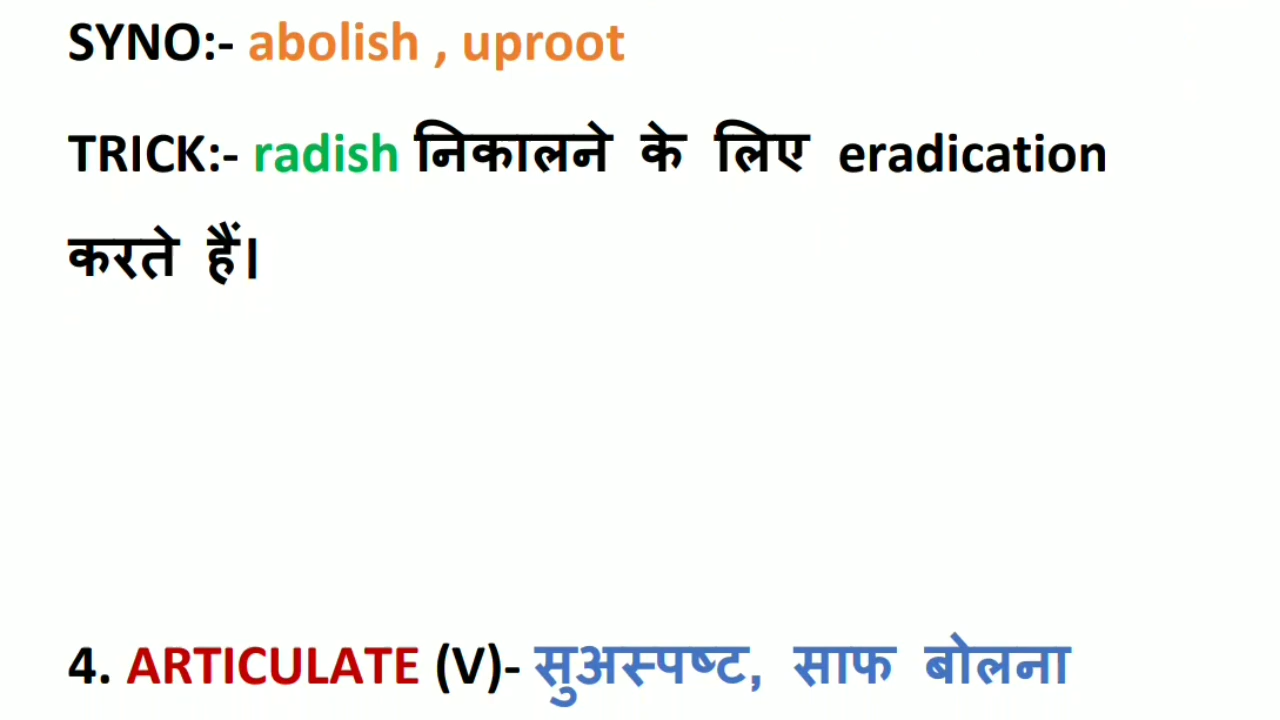 SYNO:- abolish , uproot
TRICK:- radish निकालने के लिए eradication
करते हैं।
4. ARTICULATE (V)- सुअस्पष्ट, साफ बोलना